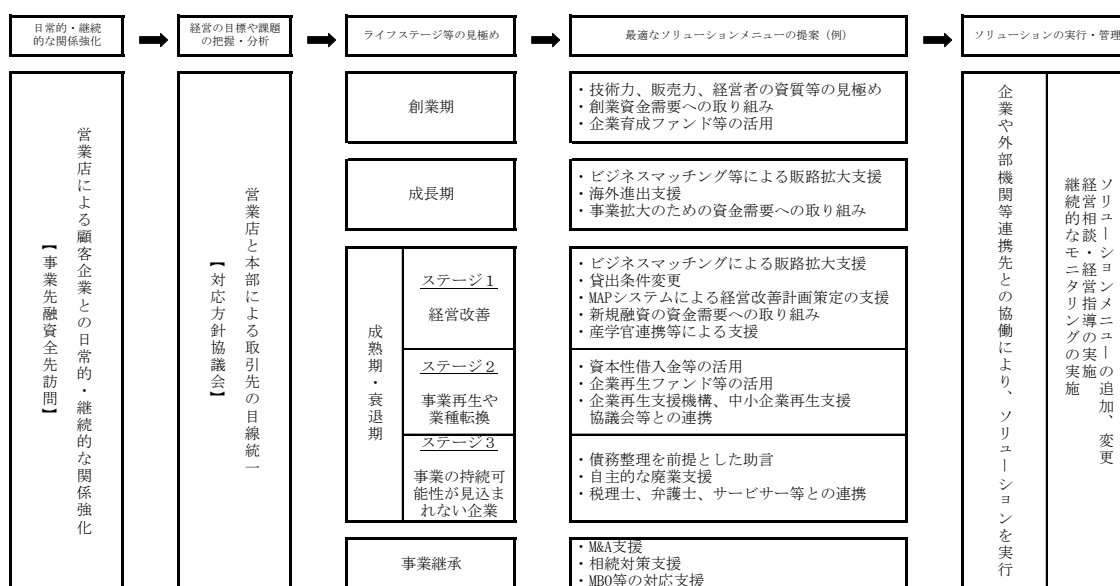 日常的・継続
的な関係強化
経営の目標や課題
の把握・分析
ライフステージ等の見極め
最適なソリューションメニューの提案（例）
ソリューションの実行・管理
営業店による顧客企業との日常的・継続的な関係強化
【事業先融資全先訪問】
営業店と本部による取引先の目線統一
【対応方針協議会】
創業期
・技術力、販売力、経営者の資質等の見極め
・創業資金需要への取り組み
・企業育成ファンド等の活用
成長期
・ビジネスマッチング等による販路拡大支援
・海外進出支援
・事業拡大のための資金需要への取り組み
成熟期・衰退期
ステージ１
経営改善
・ビジネスマッチングによる販路拡大支援
・貸出条件変更
・MAPシステムによる経営改善計画策定の支援
・新規融資の資金需要への取り組み
・産学官連携等による支援
ステージ２
事業再生や
業種転換
・資本性借入金等の活用
・企業再生ファンド等の活用
・企業再生支援機構、中小企業再生支援
協議会等との連携
ステージ３
事業の持続可
能性が見込ま
れない企業
・債務整理を前提とした助言
・自主的な廃業支援
・税理士、弁護士、サービサー等との連携
事業継承
・M&A支援
・相続対策支援
・MBO等の対応支援
企業や外部機関等連携先との協働により、ソリューションを実行
ソリューションメニューの追加、変更
経営相談・経営指導の実施
継続的なモニタリングの実施